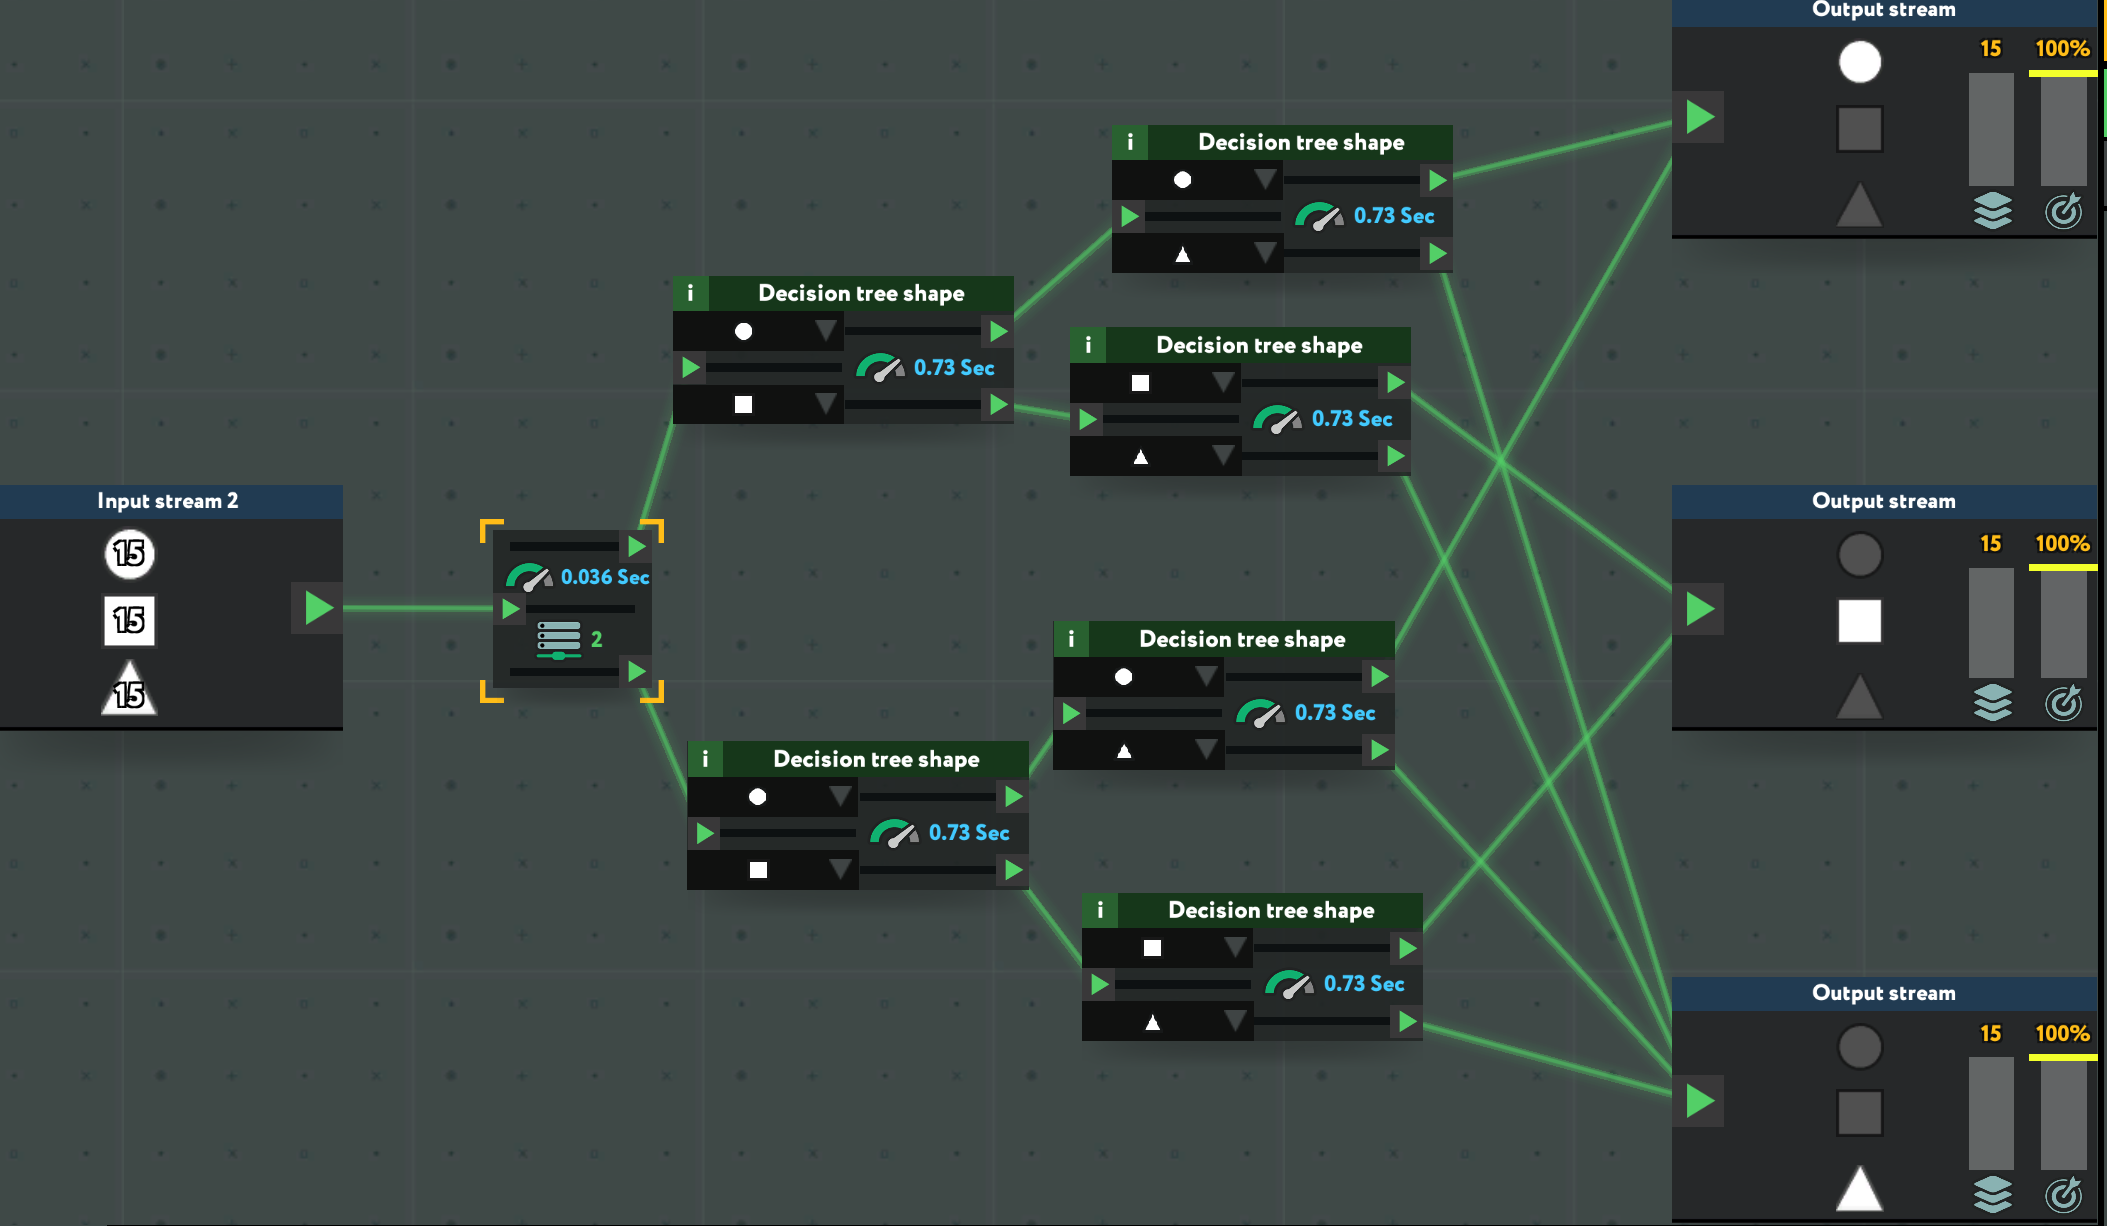 Output stream
15 100%
i Decision tree shape
0.73 Sec
i Decision tree shape
0.73 Sec
i Decision tree shape
0.73 Sec
Input stream 2
15
15
15
0.036 Sec
2
Output stream
15 100%
i Decision tree shape
0.73 Sec
i Decision tree shape
0.73 Sec
i Decision tree shape
0.73 Sec
Output stream
15 100%